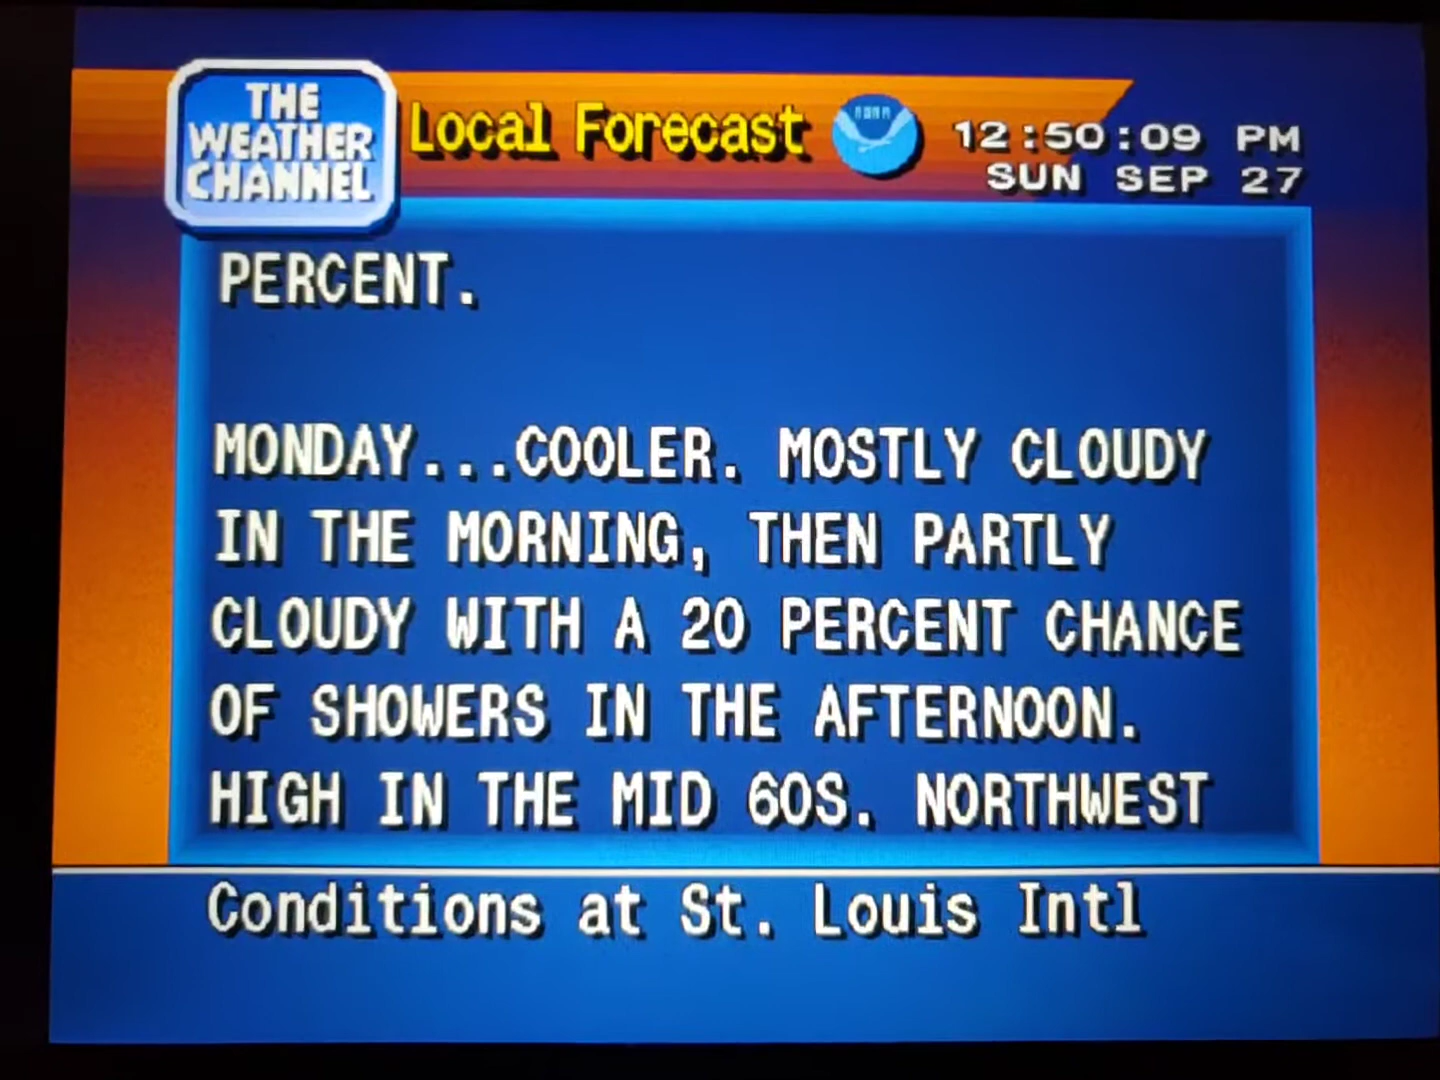 THE
WEATHER
CHANNEL
Local Forecast
NOAA
12:50:09 PM
SUN SEP 27
PERCENT.
MONDAY...COOLER. MOSTLY CLOUDY
IN THE MORNING, THEN PARTLY
CLOUDY WITH A 20 PERCENT CHANCE
OF SHOWERS IN THE AFTERNOON.
HIGH IN THE MID 60S. NORTHWEST
Conditions at St. Louis Intl